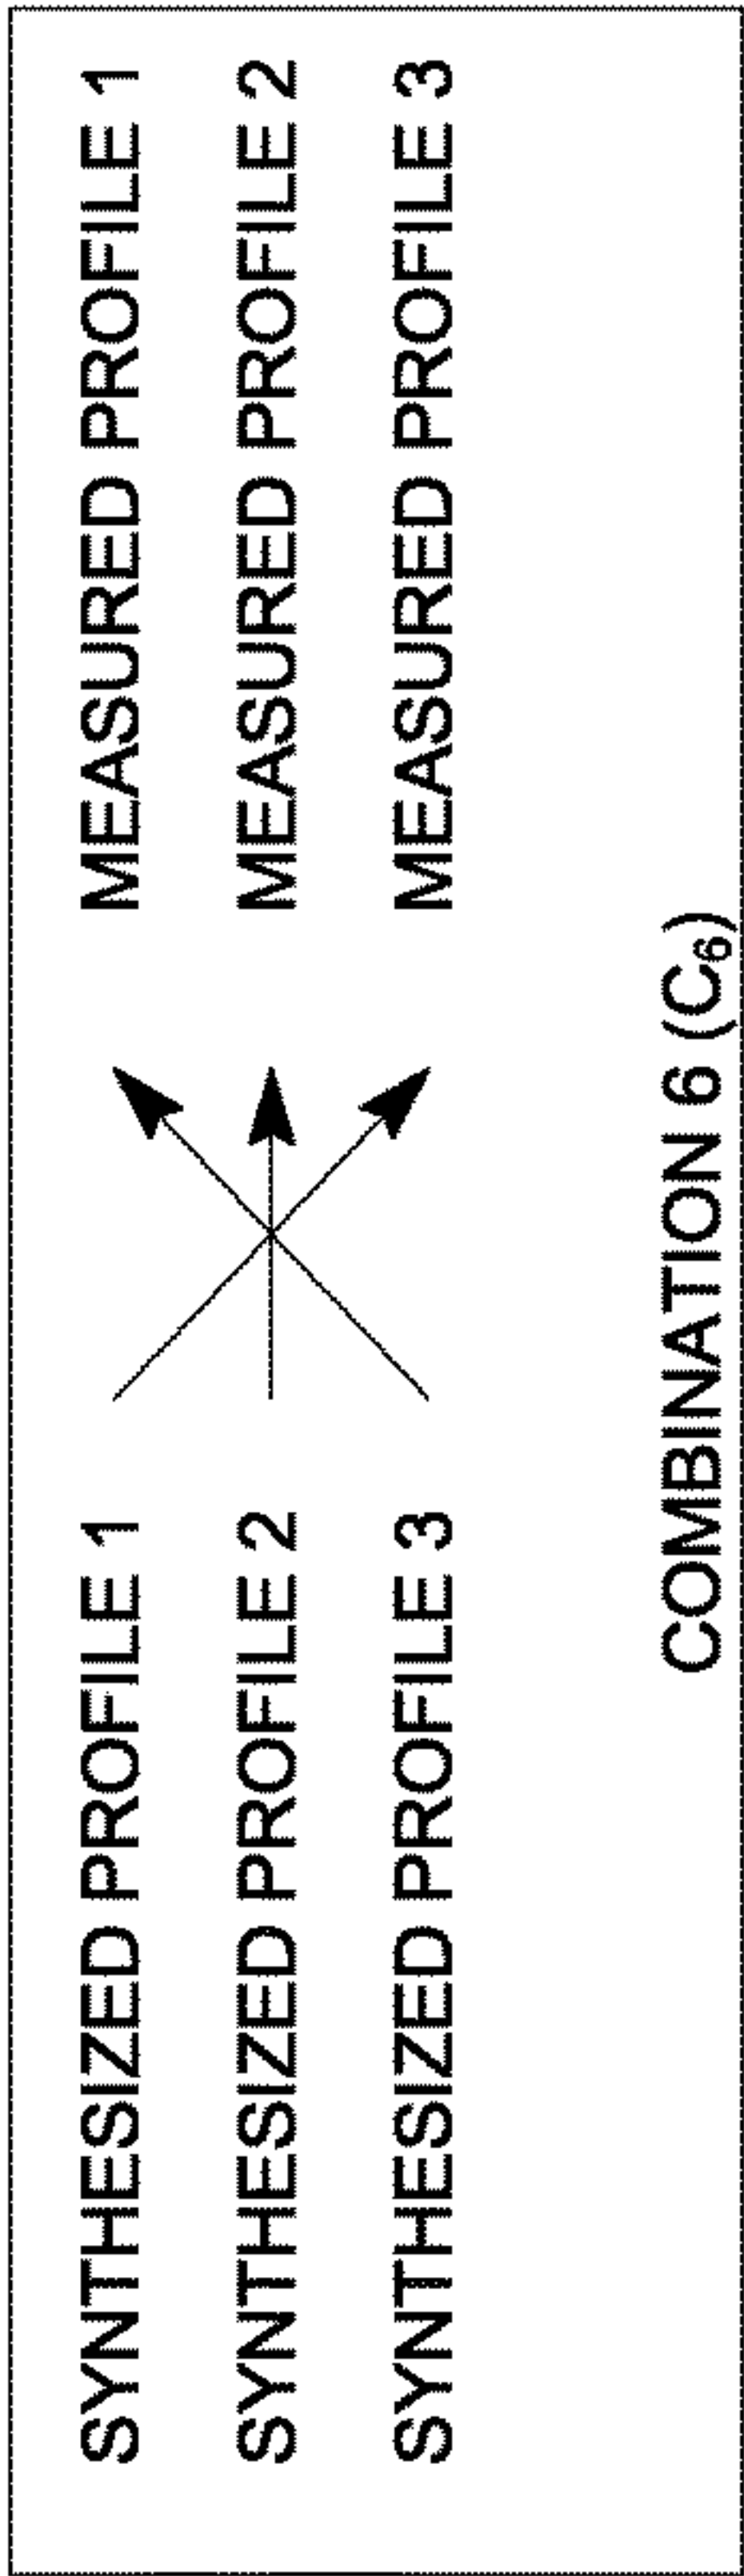 SYNTHESIZED PROFILE 1 MEASURED PROFILE 1
SYNTHESIZED PROFILE 2 MEASURED PROFILE 2
SYNTHESIZED PROFILE 3 MEASURED PROFILE 3
COMBINATION 6 (C₆)